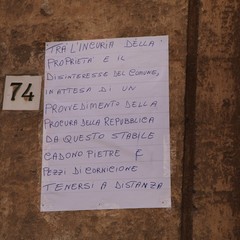 TRA L'INCURIA DELLA
PROPRIETA E IL
DISINTERESSE DEL COMUNE,
IN ATTESA DI UN
PROVVEDIMENTO DELLA
PROCURA DELLA REPUBBLICA
DA QUESTO STABILE
CADONO PIETRE E
PEZZI DI CORNICIONE
TENERSI A DISTANZA
74